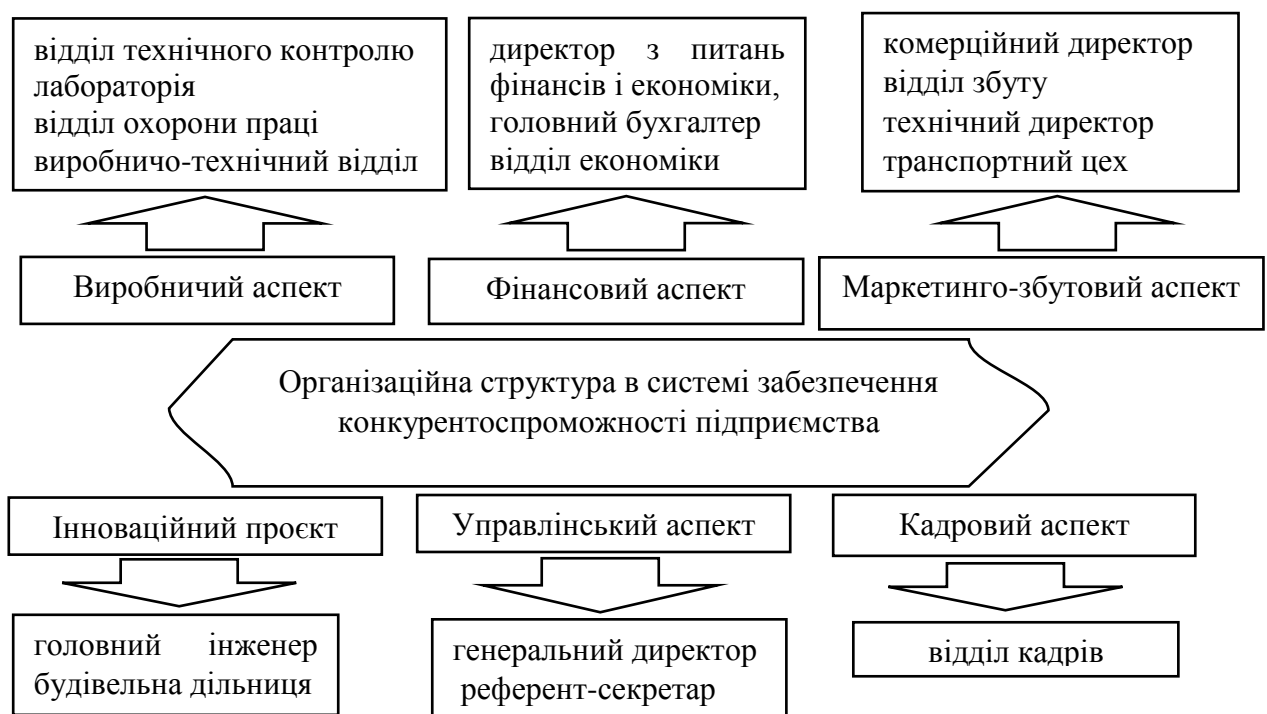 відділ технічного контролю
лабораторія
відділ охорони праці
виробничо-технічний відділ
директор з питань
фінансів і економіки,
головний бухгалтер
відділ економіки
комерційний директор
відділ збуту
технічний директор
транспортний цех
Виробничий аспект
Фінансовий аспект
Маркетинго-збутовий аспект
Організаційна структура в системі забезпечення
конкурентоспроможності підприємства
Інноваційний проєкт
Управлінський аспект
Кадровий аспект
головний інженер
будівельна дільниця
генеральний директор
референт-секретар
відділ кадрів